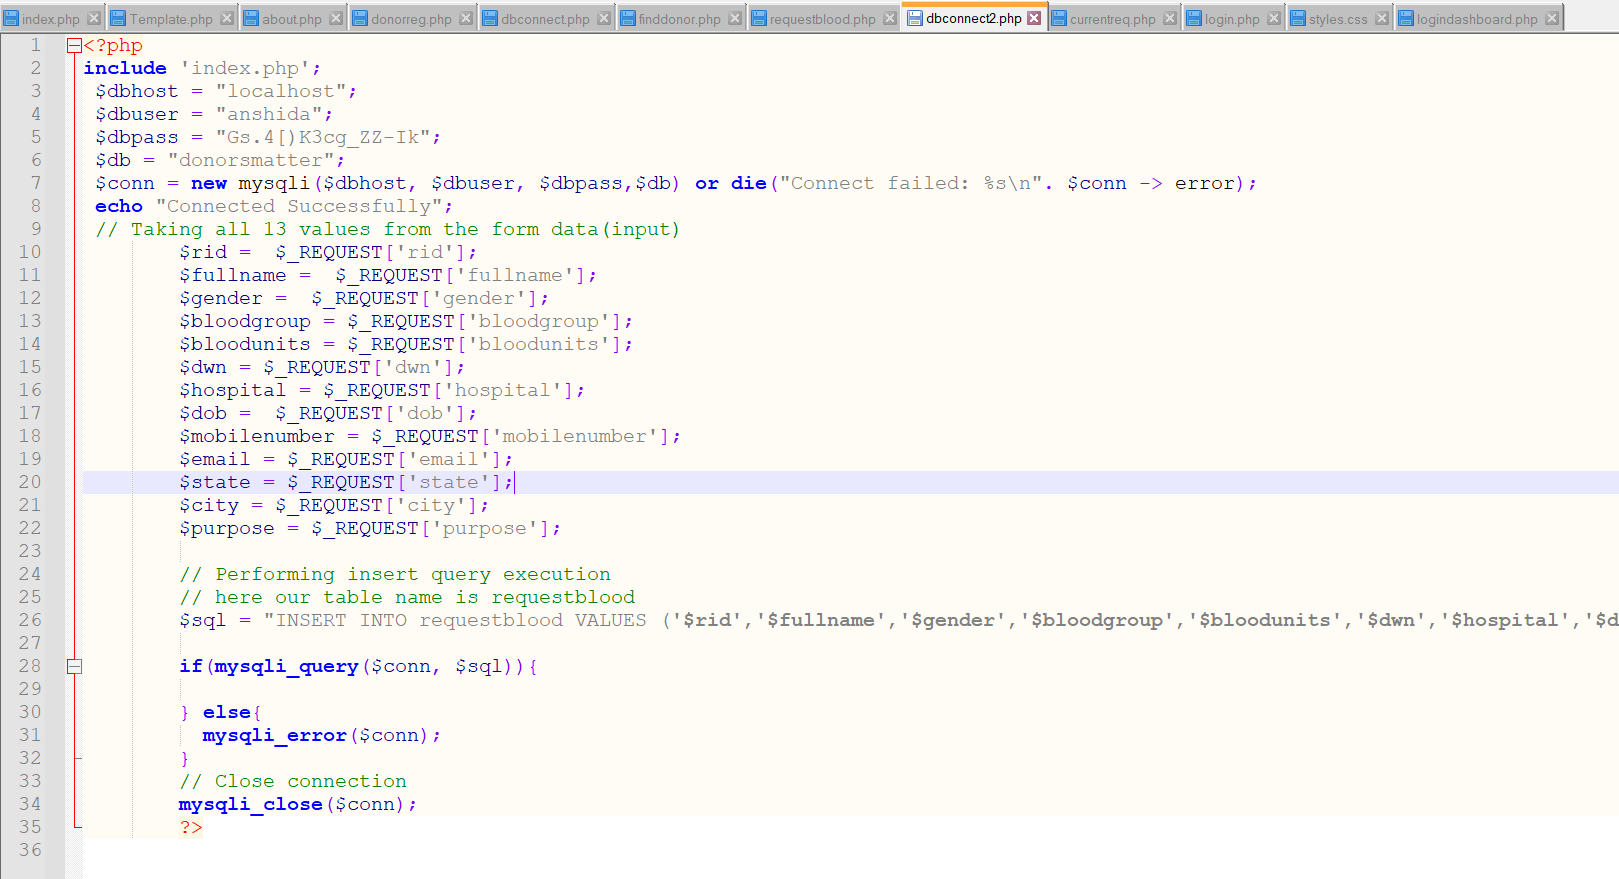 index.php Template.php about.php donorreg.php dbconnect.php finddonor.php requestblood.php dbconnect2.php currentreq.php login.php styles.css logindashboard.php
1 <?php
2 include 'index.php';
3 $dbhost = "localhost";
4 $dbuser = "anshida";
5 $dbpass = "Gs.4[)K3cg_ZZ-Ik";
6 $db = "donorsmatter";
7 $conn = new mysqli($dbhost, $dbuser, $dbpass,$db) or die("Connect failed: %s\n". $conn -> error);
8 echo "Connected Successfully";
9 // Taking all 13 values from the form data(input)
10 $rid =  $_REQUEST['rid'];
11 $fullname =  $_REQUEST['fullname'];
12 $gender =  $_REQUEST['gender'];
13 $bloodgroup = $_REQUEST['bloodgroup'];
14 $bloodunits = $_REQUEST['bloodunits'];
15 $dwn = $_REQUEST['dwn'];
16 $hospital = $_REQUEST['hospital'];
17 $dob =  $_REQUEST['dob'];
18 $mobilenumber = $_REQUEST['mobilenumber'];
19 $email = $_REQUEST['email'];
20 $state = $_REQUEST['state'];
21 $city = $_REQUEST['city'];
22 $purpose = $_REQUEST['purpose'];
23
24 // Performing insert query execution
25 // here our table name is requestblood
26 $sql = "INSERT INTO requestblood VALUES ('$rid','$fullname','$gender','$bloodgroup','$bloodunits','$dwn','$hospital','$d
27
28 if(mysqli_query($conn, $sql)){
29
30 } else{
31 mysqli_error($conn);
32 }
33 // Close connection
34 mysqli_close($conn);
35 ?>
36